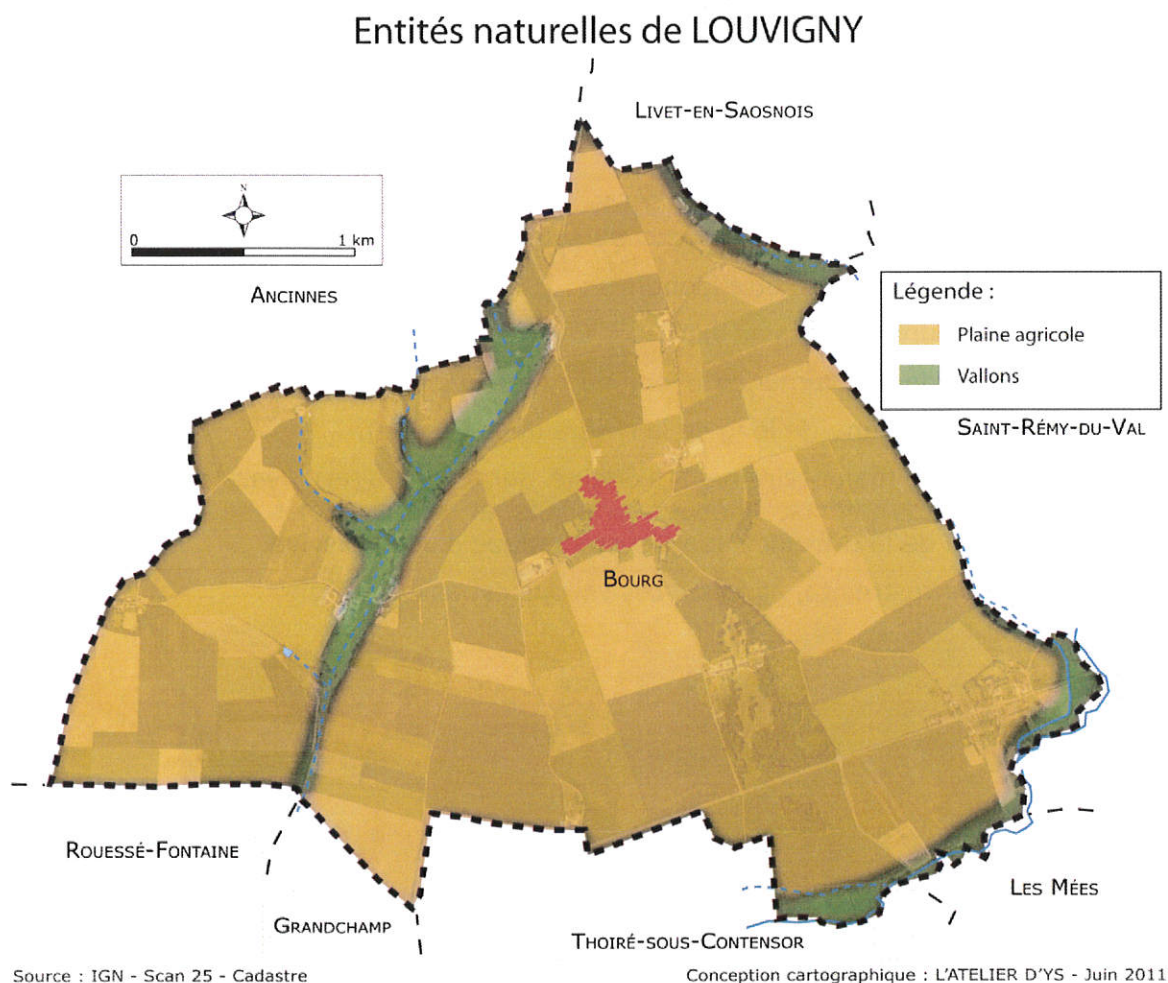 Entités naturelles de LOUVIGNY
LIVET-EN-SAOSNOIS
N
0 1 km
ANCINNES
Légende :
Plaine agricole
Vallons
SAINT-RÉMY-DU-VAL
BOURG
ROUESSÉ-FONTAINE
LES MÉES
GRANDCHAMP
THOIRÉ-SOUS-CONTENSOR
Source : IGN - Scan 25 - Cadastre
Conception cartographique : L'ATELIER D'YS - Juin 2011